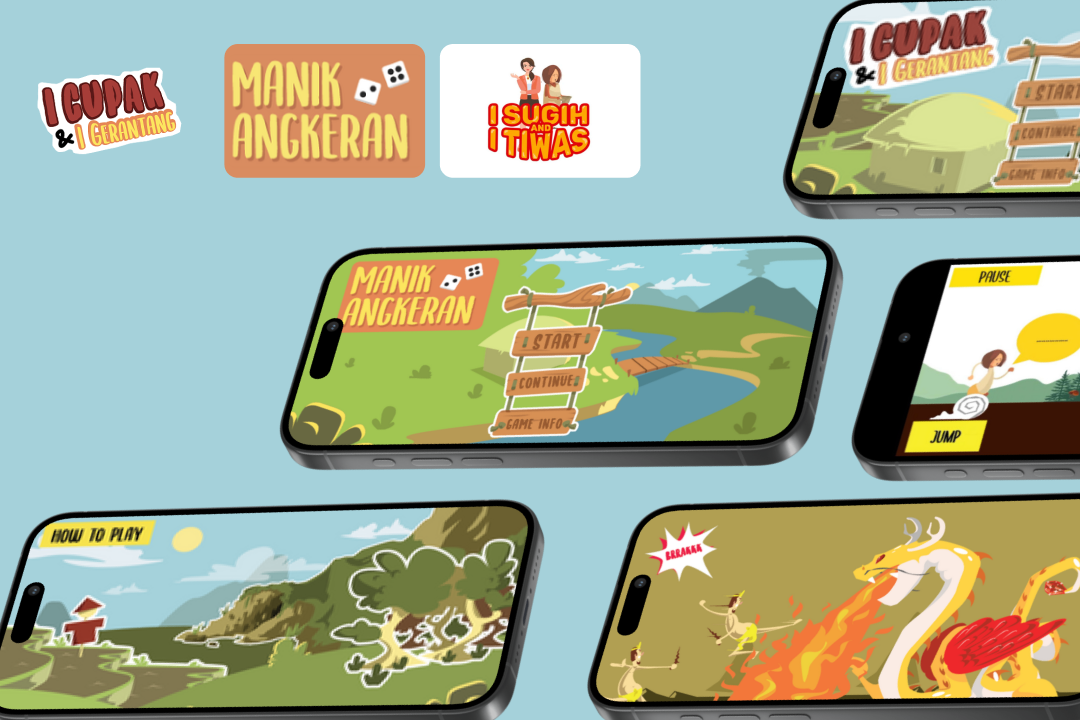 I CUPAK
& I GERANTANG
MANIK
ANGKERAN
I SUGIH
AND
I TIWAS
I CUPAK
& I GERANTANG
START
CONTINUE
GAME INFO
MANIK
ANGKERAN
START
CONTINUE
GAME INFO
PAUSE
JUMP
HOW TO PLAY
BRRAAKK